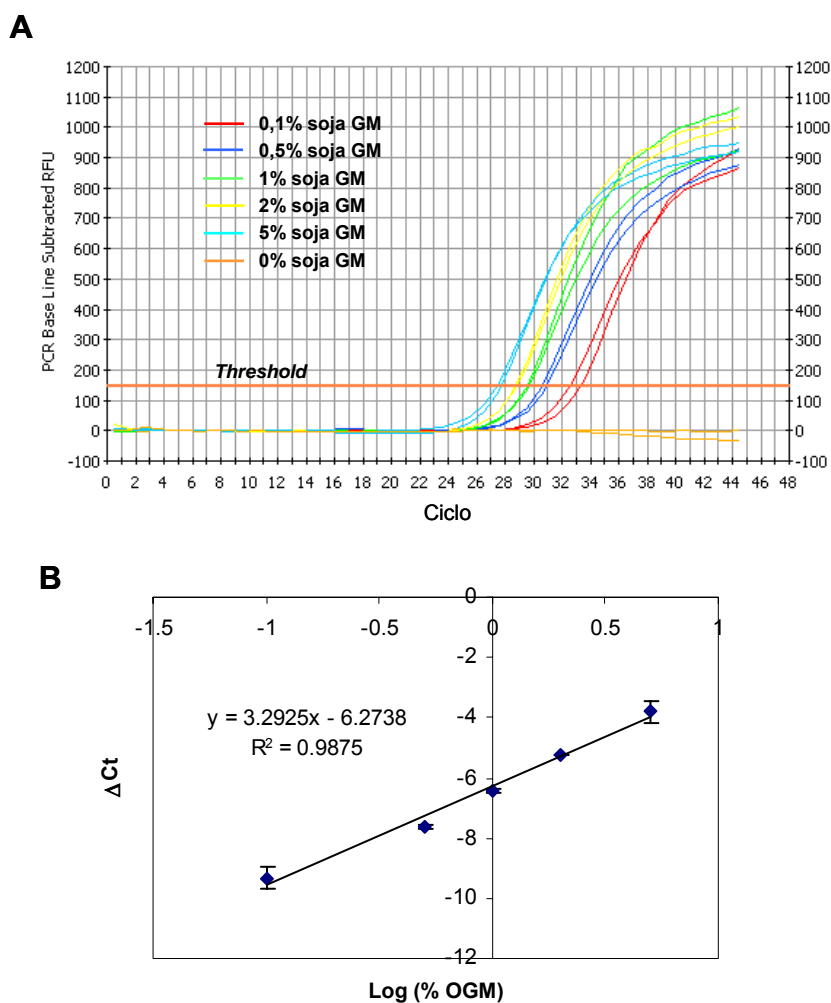 A
PCR Base Line Subtracted RFU
1200
1100
1000
900
800
700
600
500
400
300
200
100
0
-100
0,1% soja GM
0,5% soja GM
1% soja GM
2% soja GM
5% soja GM
0% soja GM
Threshold
1200
1100
1000
900
800
700
600
500
400
300
200
100
0
-100
0 2 4 6 8 10 12 14 16 18 20 22 24 26 28 30 32 34 36 38 40 42 44 46 48
Ciclo
B
-1.5 -1 -0.5 0 0.5 1
0
-2
-4
-6
-8
-10
-12
y = 3.2925x - 6.2738
R² = 0.9875
Δ Ct
Log (% OGM)